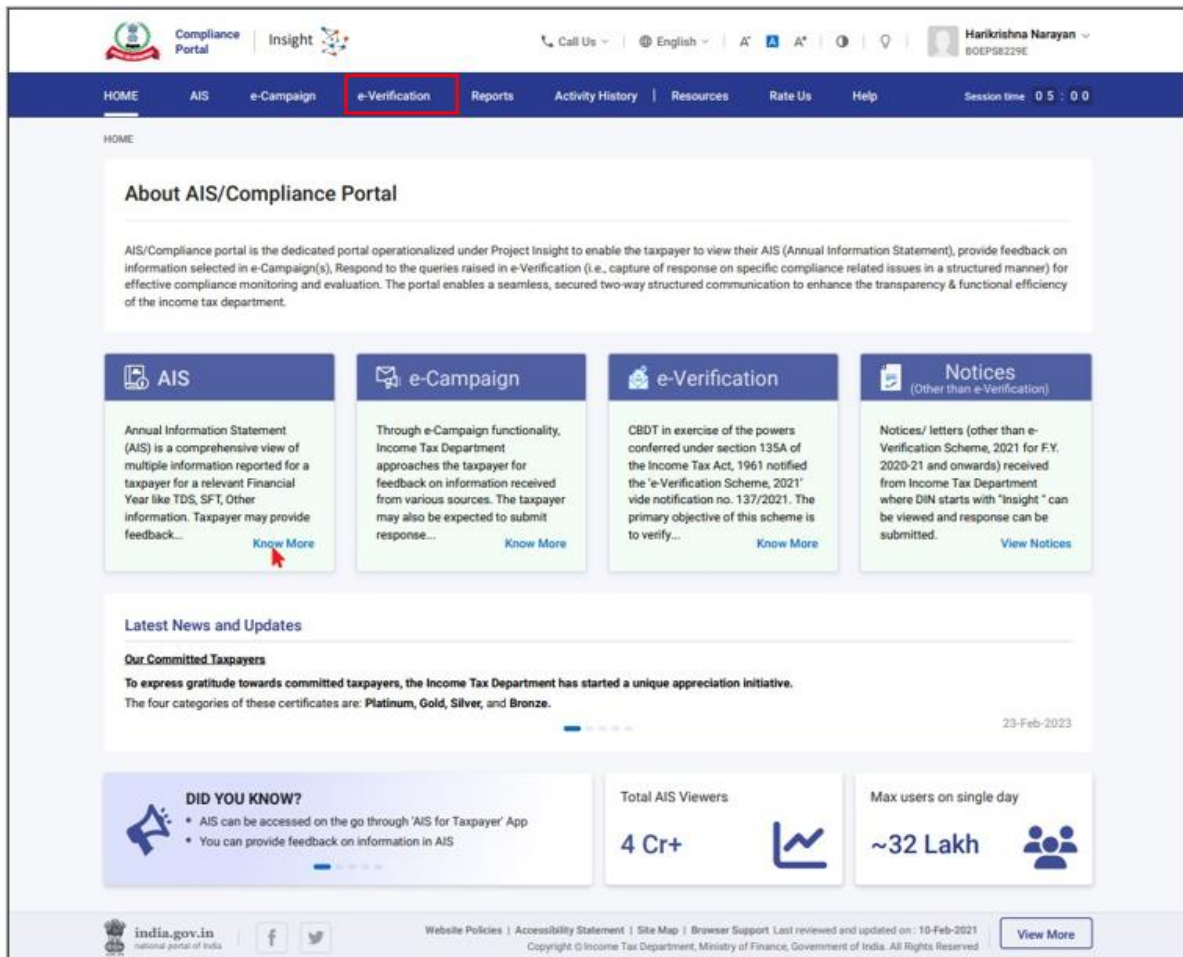 Compliance
Portal
Insight
Call Us
English
A-
A
A+
Harikrishna Narayan
BOEPS8229E
HOME
AIS
e-Campaign
e-Verification
Reports
Activity History
Resources
Rate Us
Help
Session time 05 : 00
HOME
About AIS/Compliance Portal
AIS/Compliance portal is the dedicated portal operationalized under Project Insight to enable the taxpayer to view their AIS (Annual Information Statement), provide feedback on
information selected in e-Campaign(s), Respond to the queries raised in e-Verification (i.e., capture of response on specific compliance related issues in a structured manner) for
effective compliance monitoring and evaluation. The portal enables a seamless, secured two-way structured communication to enhance the transparency & functional efficiency
of the income tax department.
AIS
Annual Information Statement
(AIS) is a comprehensive view of
multiple information reported for a
taxpayer for a relevant Financial
Year like TDS, SFT, Other
information. Taxpayer may provide
feedback...
Know More
e-Campaign
Through e-Campaign functionality,
Income Tax Department
approaches the taxpayer for
feedback on information received
from various sources. The taxpayer
may also be expected to submit
response...
Know More
e-Verification
CBDT in exercise of the powers
conferred under section 135A of
the Income Tax Act, 1961 notified
the 'e-Verification Scheme, 2021'
vide notification no. 137/2021. The
primary objective of this scheme is
to verify...
Know More
Notices
(Other than e-Verification)
Notices/ letters (other than e-
Verification Scheme, 2021 for F.Y.
2020-21 and onwards) received
from Income Tax Department
where DIN starts with "Insight " can
be viewed and response can be
submitted.
View Notices
Latest News and Updates
Our Committed Taxpayers
To express gratitude towards committed taxpayers, the Income Tax Department has started a unique appreciation initiative.
The four categories of these certificates are: Platinum, Gold, Silver, and Bronze.
23-Feb-2023
DID YOU KNOW?
• AIS can be accessed on the go through 'AIS for Taxpayer' App
• You can provide feedback on information in AIS
Total AIS Viewers
4 Cr+
Max users on single day
~32 Lakh
india.gov.in
national portal of India
Website Policies | Accessibility Statement | Site Map | Browser Support Last reviewed and updated on : 10-Feb-2021
Copyright © Income Tax Department, Ministry of Finance, Government of India. All Rights Reserved
View More